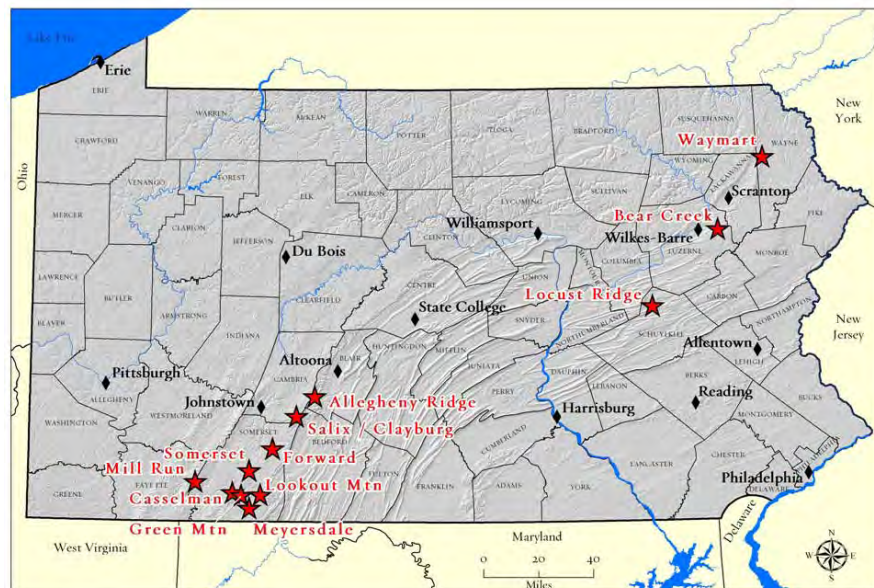 Lake Erie
Erie
ERIE
CRAWFORD
WARREN
MCKEAN
POTTER
TIOGA
BRADFORD
SUSQUEHANNA
WAYNE
New
York
Waymart
WYOMING
LACKAWANNA
Scranton
PIKE
Ohio
VENANGO
FOREST
ELK
CAMERON
MERCER
CLARION
JEFFERSON
Du Bois
CLINTON
LYCOMING
SULLIVAN
Williamsport
Bear Creek
Wilkes-Barre
LUZERNE
COLUMBIA
MONTOUR
MONROE
LAWRENCE
BUTLER
ARMSTRONG
CLEARFIELD
CENTRE
UNION
State College
Locust Ridge
CARBON
NORTHAMPTON
New
Jersey
BEAVER
INDIANA
SNYDER
NORTHUMBERLAND
SCHUYLKILL
Allentown
LEHIGH
Pittsburgh
ALLEGHENY
Altoona
BLAIR
HUNTINGDON
MIFFLIN
JUNIATA
CAMBRIA
PERRY
DAUPHIN
LEBANON
BERKS
Reading
BUCKS
Johnstown
WESTMORELAND
Allegheny Ridge
Harrisburg
MONTGOMERY
WASHINGTON
SOMERSET
Salix / Clayburg
BEDFORD
CUMBERLAND
Somerset
Forward
Mill Run
FAYETTE
Lookout Mtn
Casselman
FULTON
FRANKLIN
ADAMS
YORK
LANCASTER
CHESTER
PHILADELPHIA
Philadelphia
DELAWARE
GREENE
Green Mtn
Meyersdale
West Virginia
Maryland
Delaware
0 20 40
Miles
N
W E
S